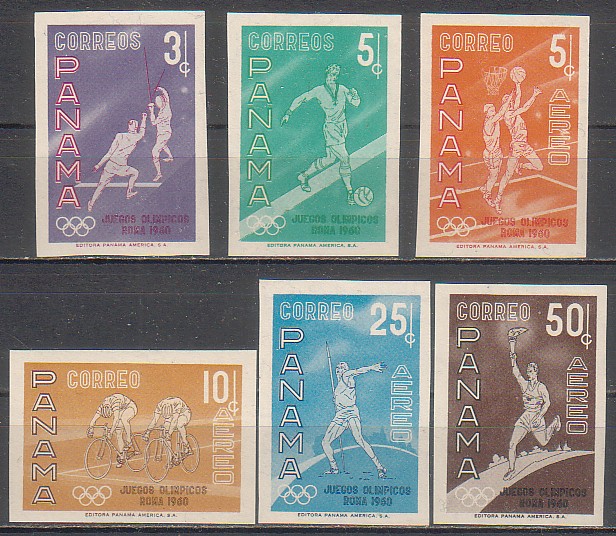 CORREOS 3¢
PANAMA
JUEGOS OLIMPICOS
ROMA 1960
EDITORA PANAMA AMERICA, S.A.
CORREOS 5¢
PANAMA
JUEGOS OLIMPICOS
ROMA 1960
EDITORA PANAMA AMERICA, S.A.
CORREO 5¢
PANAMA
AEREO
JUEGOS OLIMPICOS
ROMA 1960
EDITORA PANAMA AMERICA, S.A.
CORREO 10¢
PANAMA
AEREO
JUEGOS OLIMPICOS
ROMA 1960
EDITORA PANAMA AMERICA, S.A.
CORREO 25¢
PANAMA
AEREO
JUEGOS OLIMPICOS
ROMA 1960
EDITORA PANAMA AMERICA, S.A.
CORREO 50¢
PANAMA
AEREO
JUEGOS OLIMPICOS
ROMA 1960
EDITORA PANAMA AMERICA, S.A.